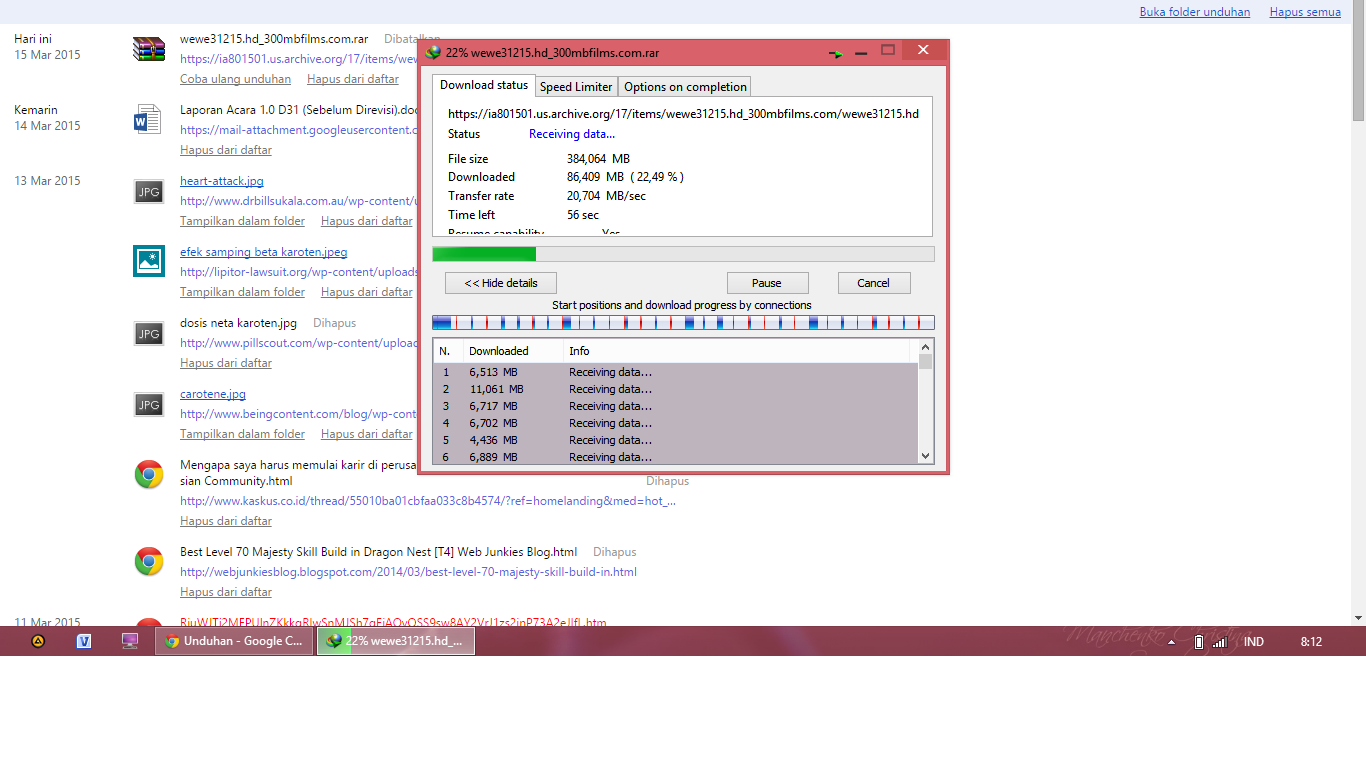 Buka folder unduhan Hapus semua
Hari ini
15 Mar 2015
wewe31215.hd_300mbfilms.com.rar Dibatalkan
https://ia801501.us.archive.org/17/items/wew
Coba ulang unduhan Hapus dari daftar
Kemarin
14 Mar 2015
Laporan Acara 1.0 D31 (Sebelum Direvisi).doc
https://mail-attachment.googleusercontent.c
Hapus dari daftar
13 Mar 2015
JPG
heart-attack.jpg
http://www.drbillsukala.com.au/wp-content/u
Tampilkan dalam folder Hapus dari daftar
efek samping beta karoten.jpeg
http://lipitor-lawsuit.org/wp-content/uploads
Tampilkan dalam folder Hapus dari daftar
JPG
dosis neta karoten.jpg Dihapus
http://www.pillscout.com/wp-content/upload
Hapus dari daftar
JPG
carotene.jpg
http://www.beingcontent.com/blog/wp-cont
Tampilkan dalam folder Hapus dari daftar
Mengapa saya harus memulai karir di perusa
sian Community.html Dihapus
http://www.kaskus.co.id/thread/55010ba01cbfaa033c8b4574/?ref=homelanding&med=hot_...
Hapus dari daftar
Best Level 70 Majesty Skill Build in Dragon Nest [T4] Web Junkies Blog.html Dihapus
http://webjunkiesblog.blogspot.com/2014/03/best-level-70-majesty-skill-build-in.html
Hapus dari daftar
11 Mar 2015
22% wewe31215.hd_300mbfilms.com.rar
Download status Speed Limiter Options on completion
https://ia801501.us.archive.org/17/items/wewe31215.hd_300mbfilms.com/wewe31215.hd
Status Receiving data...
File size 384,064 MB
Downloaded 86,409 MB ( 22,49 % )
Transfer rate 20,704 MB/sec
Time left 56 sec
Resume capability Yes
<< Hide details Pause Cancel
Start positions and download progress by connections
N. Downloaded Info
1 6,513 MB Receiving data...
2 11,061 MB Receiving data...
3 6,717 MB Receiving data...
4 6,702 MB Receiving data...
5 4,436 MB Receiving data...
6 6,889 MB Receiving data...
Unduhan - Google C... 22% wewe31215.hd_... Manchenko Christina IND 8:12